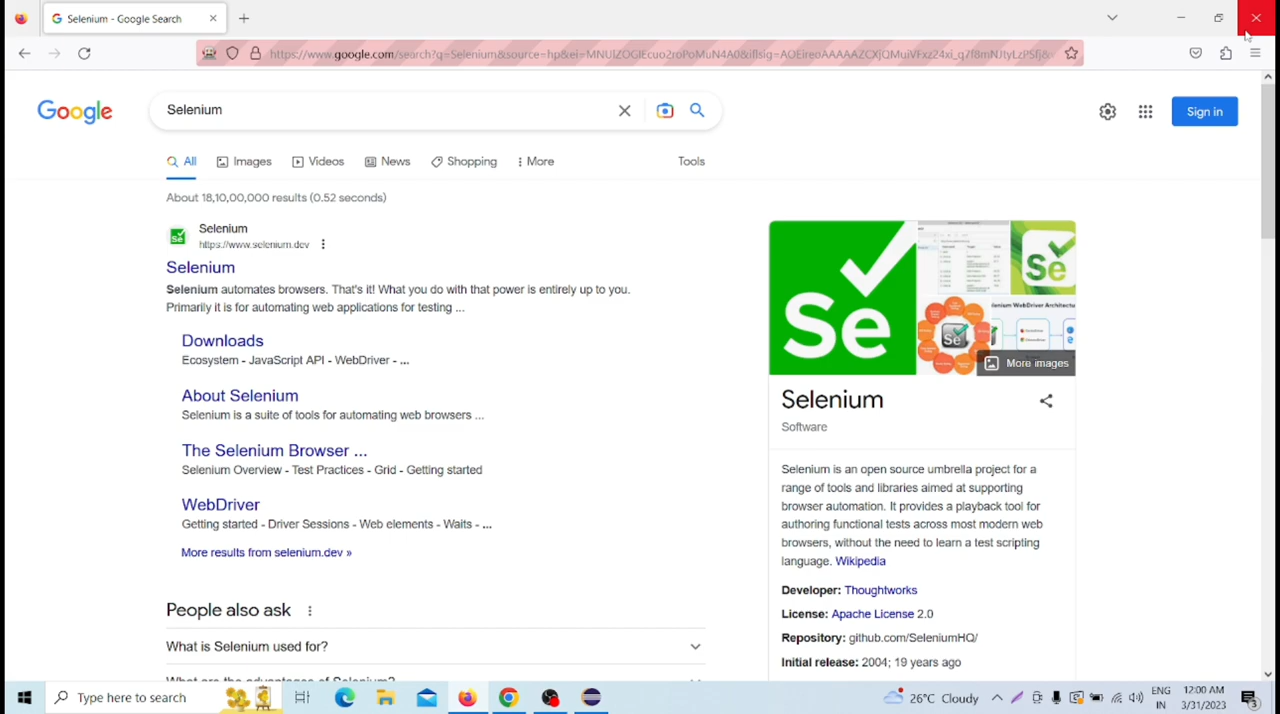 Selenium - Google Search
Google
Selenium
Sign in
All Images Videos News Shopping More Tools
About 18,10,00,000 results (0.52 seconds)
Selenium
https://www.selenium.dev
Selenium
Selenium automates browsers. That's it! What you do with that power is entirely up to you.
Primarily it is for automating web applications for testing ...
Downloads
Ecosystem - JavaScript API - WebDriver - ...
About Selenium
Selenium is a suite of tools for automating web browsers ...
The Selenium Browser ...
Selenium Overview - Test Practices - Grid - Getting started
WebDriver
Getting started - Driver Sessions - Web elements - Waits - ...
More results from selenium.dev »
People also ask
What is Selenium used for?
Se
Se
Se
More images
Selenium
Software
Selenium is an open source umbrella project for a
range of tools and libraries aimed at supporting
browser automation. It provides a playback tool for
authoring functional tests across most modern web
browsers, without the need to learn a test scripting
language. Wikipedia
Developer: Thoughtworks
License: Apache License 2.0
Repository: github.com/SeleniumHQ/
Initial release: 2004; 19 years ago
Type here to search
26°C Cloudy
ENG
IN
12:00 AM
3/31/2023
3